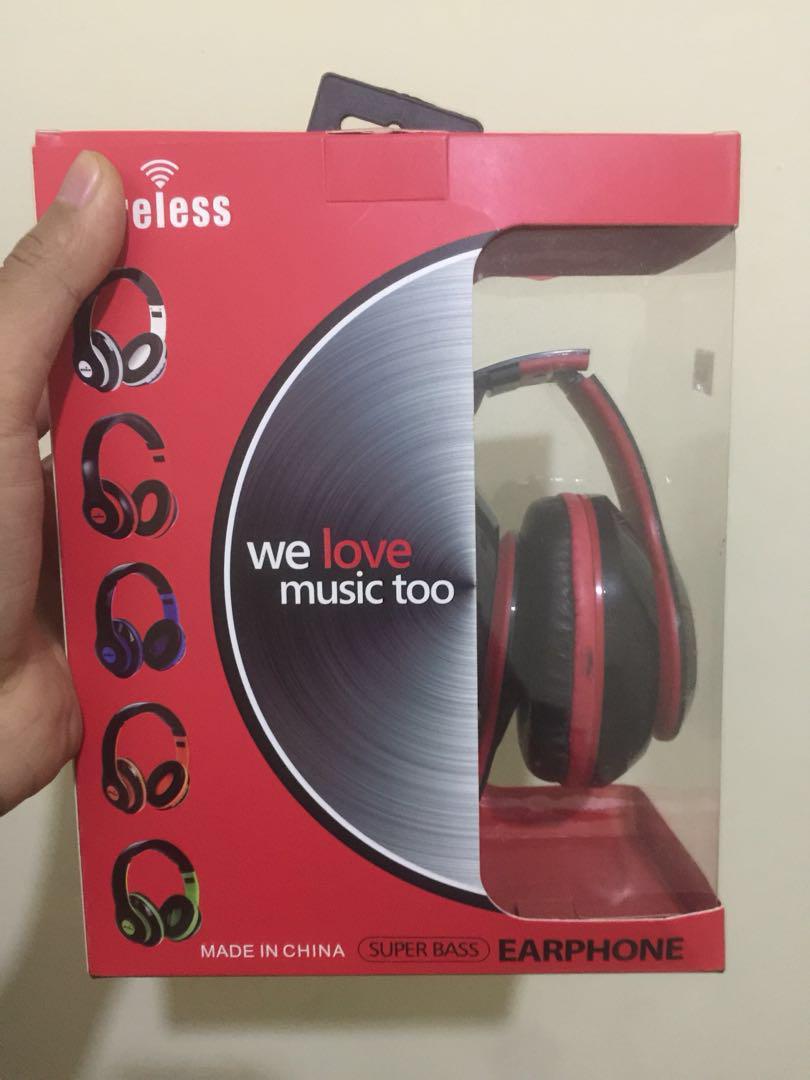 reless
we love
music too
MADE IN CHINA SUPER BASS EARPHONE